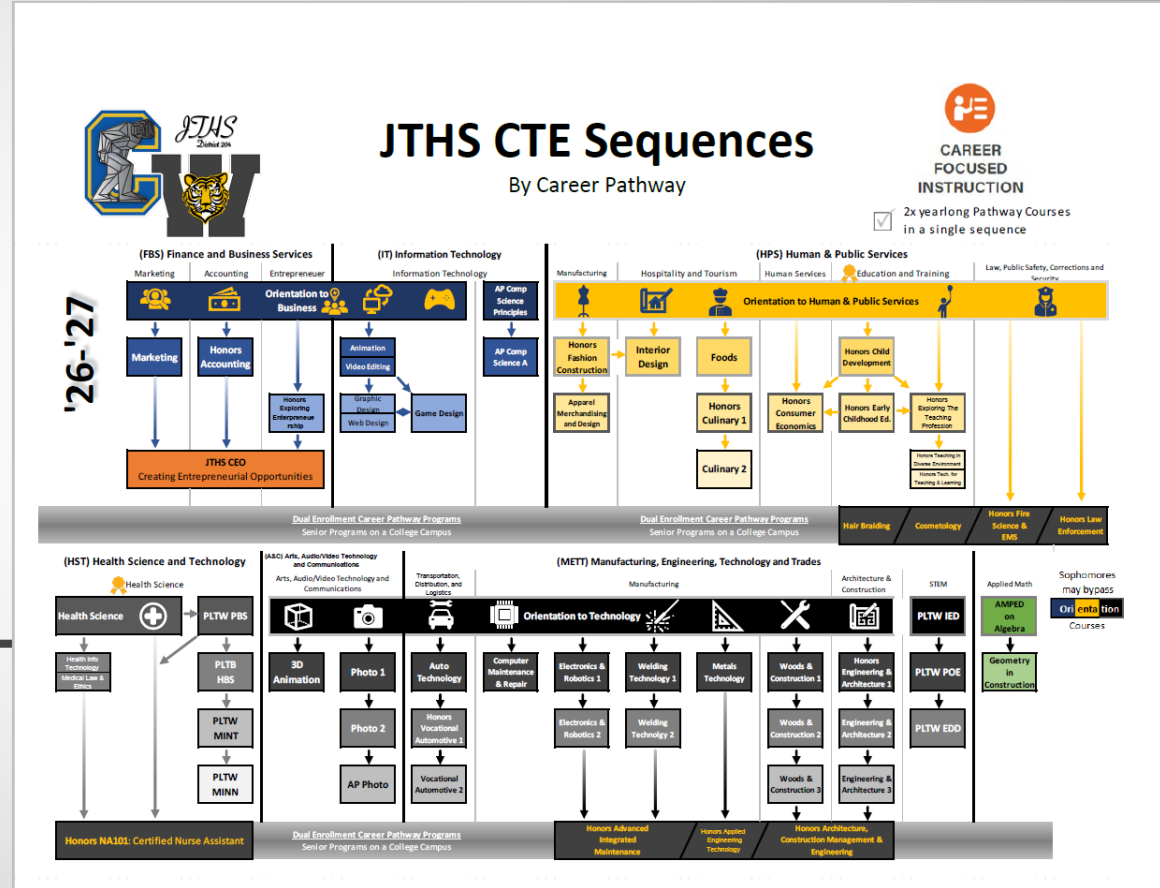 JTHS
District 204
JTHS CTE Sequences
By Career Pathway
CAREER
FOCUSED
INSTRUCTION
2x yearlong Pathway Courses
in a single sequence
'26-'27
(FBS) Finance and Business Services
Marketing
Accounting
Entrepreneur
Orientation to
Business
Marketing
Honors
Accounting
Honors
Exploring
Enterpreneue
rship
JTHS CEO
Creating Entrepreneurial Opportunities
(IT) Information Technology
Information Technology
AP Comp
Science
Principles
Animation
Video Editing
AP Comp
Science A
Graphic
Design
Web Design
Game Design
(HPS) Human & Public Services
Manufacturing
Hospitality and Tourism
Human Services
Education and Training
Law, Public Safety, Corrections and
Security
Orientation to Human & Public Services
Honors
Fashion
Construction
Interior
Design
Foods
Honors Child
Development
Apparel
Merchandising
and Design
Honors
Culinary 1
Honors
Consumer
Economics
Honors Early
Childhood Ed.
Honors
Exploring The
Teaching
Profession
Culinary 2
Honors Teaching in
Diverse Environment
Honors Tech. for
Teaching & Learning
Dual Enrollment Career Pathway Programs
Senior Programs on a College Campus
Dual Enrollment Career Pathway Programs
Senior Programs on a College Campus
Hair Braiding
Cosmetology
Honors Fire
Science &
EMS
Honors Law
Enforcement
(HST) Health Science and Technology
Health Science
Health Science
PLTW PBS
Health Info
Technology
Medical Law &
Ethics
PLTB
HBS
PLTW
MINT
PLTW
MINN
Honors NA101: Certified Nurse Assistant
(A&C) Arts, Audio/Video Technology
and Communications
Arts, Audio/Video Technology and
Communications
3D
Animation
Photo 1
Photo 2
AP Photo
Dual Enrollment Career Pathway Programs
Senior Programs on a College Campus
(METT) Manufacturing, Engineering, Technology and Trades
Transportation,
Distribution, and
Logistics
Manufacturing
Architecture &
Construction
STEM
Applied Math
Orientation to Technology
PLTW IED
AMPED
on
Algebra
Auto
Technology
Computer
Maintenance
& Repair
Electronics &
Robotics 1
Welding
Technology 1
Metals
Technology
Woods &
Construction 1
Honors
Engineering &
Architecture 1
PLTW POE
Geometry
in
Construction
Honors
Vocational
Automotive 1
Electronics &
Robotics 2
Welding
Technolgy 2
Woods &
Construction 2
Engineering &
Architecture 2
PLTW EDD
Vocational
Automotive 2
Woods &
Construction 3
Engineering &
Architecture 3
Honors Advanced
Integrated
Maintenance
Honors Applied
Engineering
Technology
Honors Architecture,
Construction Management &
Engineering
Sophomores
may bypass
Orientation
Courses